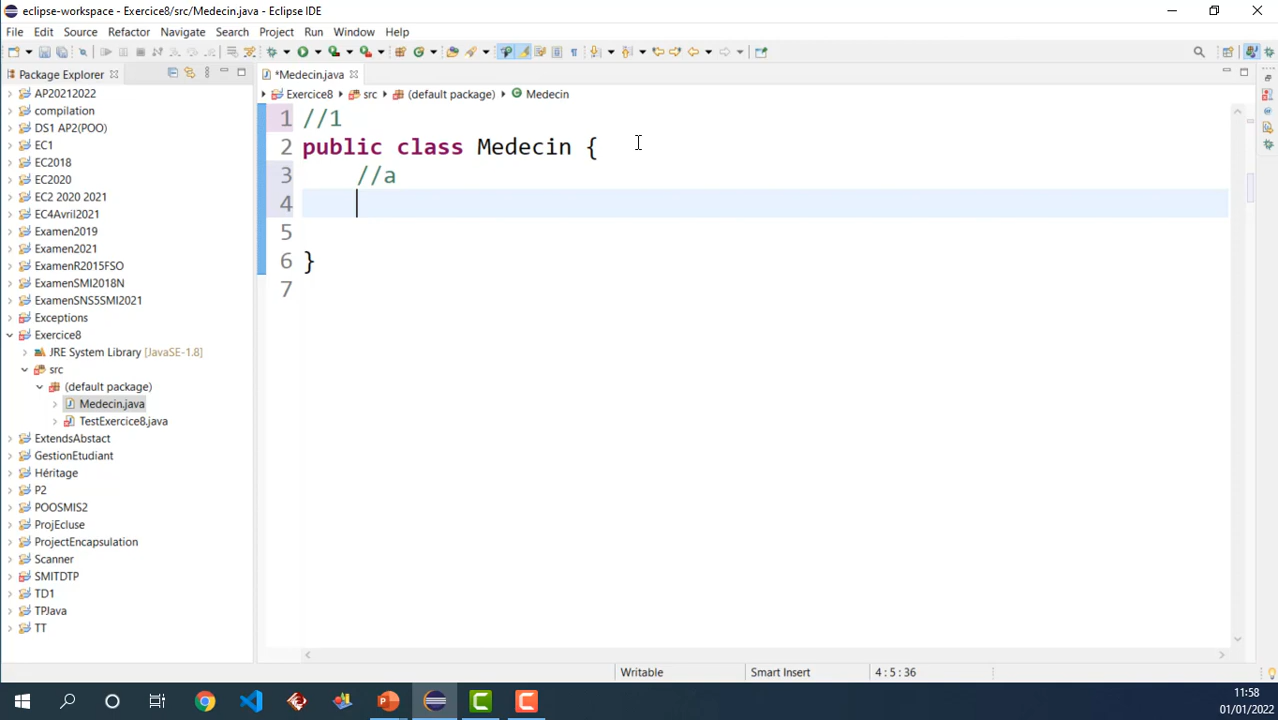 eclipse-workspace - Exercice8/src/Medecin.java - Eclipse IDE
File Edit Source Refactor Navigate Search Project Run Window Help
Package Explorer
*Medecin.java
Exercice8 src (default package) Medecin
AP20212022
compilation
DS1 AP2(POO)
EC1
EC2018
EC2020
EC2 2020 2021
EC4Avril2021
Examen2019
Examen2021
ExamenR2015FSO
ExamenSMI2018N
ExamenSNS5SMI2021
Exceptions
Exercice8
JRE System Library [JavaSE-1.8]
src
(default package)
Medecin.java
TestExercice8.java
ExtendsAbstact
GestionEtudiant
Héritage
P2
POOSMIS2
ProjEcluse
ProjectEncapsulation
Scanner
SMITDTP
TD1
TPJava
TT
1 //1
2 public class Medecin {
3 //a
4
5
6 }
7
Writable Smart Insert 4 : 5 : 36
11:58
01/01/2022